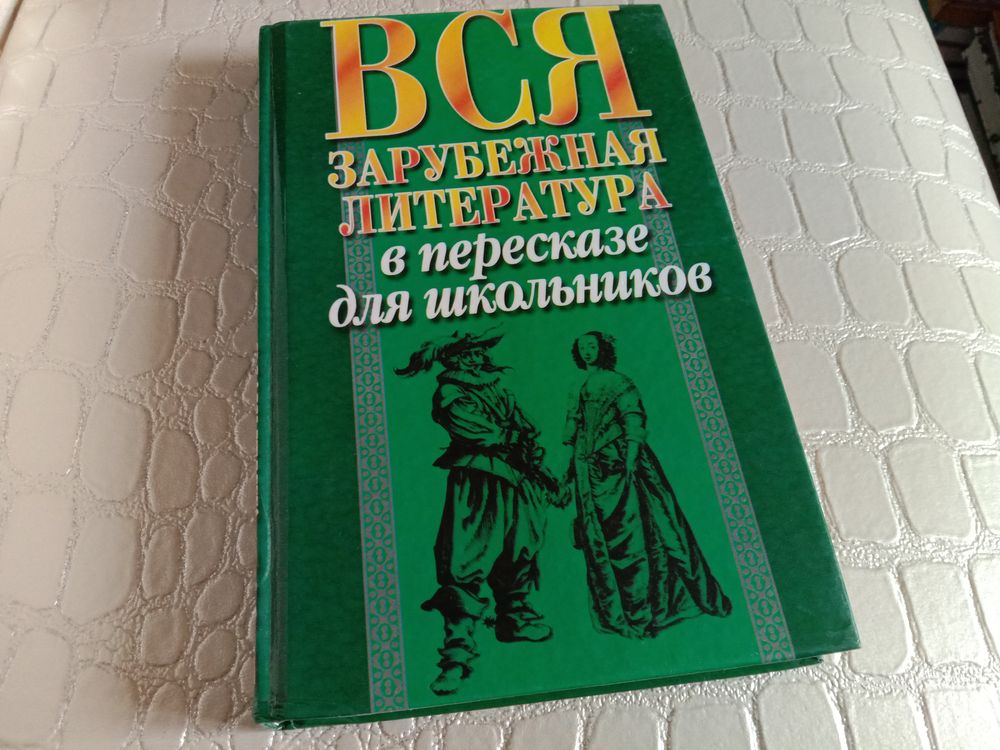 ВСЯ
ЗАРУБЕЖНАЯ
ЛИТЕРАТУРА
в пересказе
для школьников